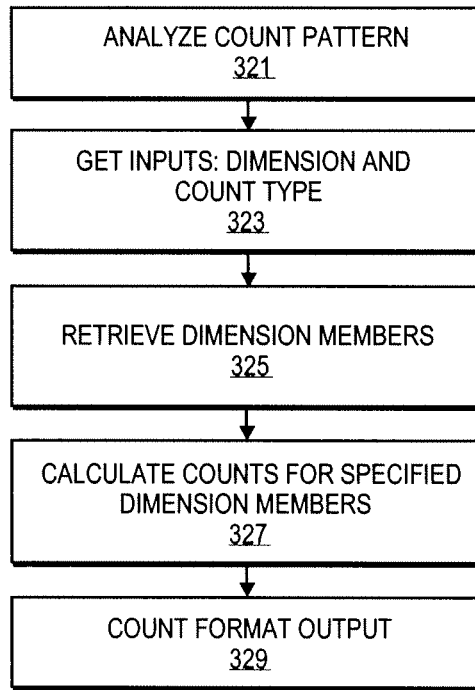 ANALYZE COUNT PATTERN
321
GET INPUTS: DIMENSION AND
COUNT TYPE
323
RETRIEVE DIMENSION MEMBERS
325
CALCULATE COUNTS FOR SPECIFIED
DIMENSION MEMBERS
327
COUNT FORMAT OUTPUT
329